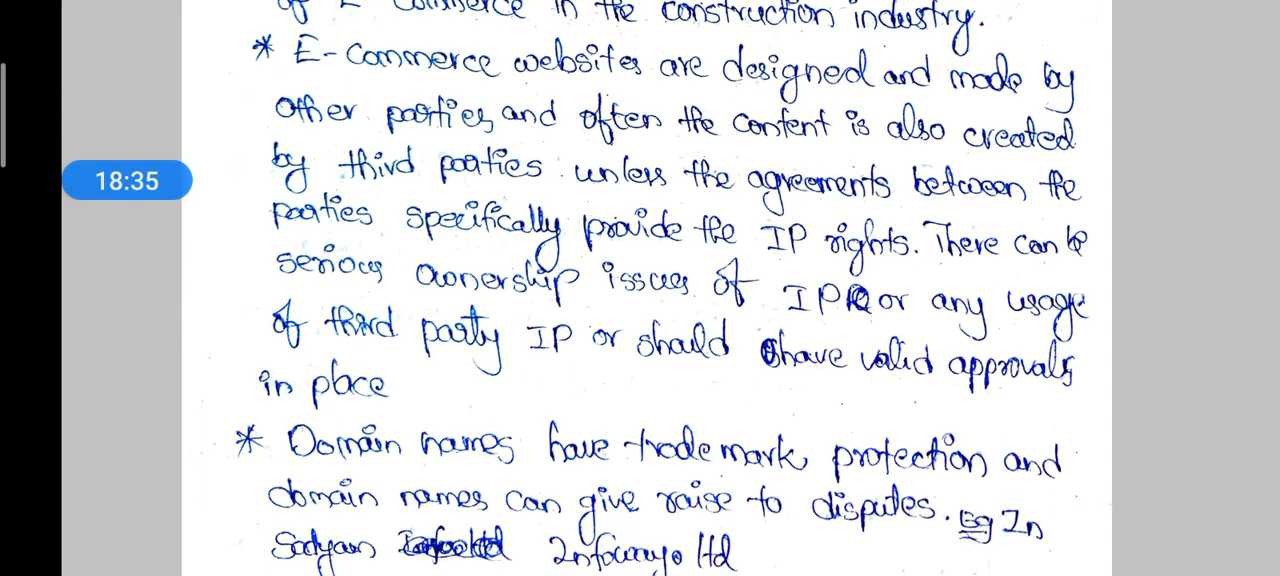 of E commerce in the construction industry.
* E-Commerce websites are designed and made by
other parties and often the content is also created
18:35
by third parties unless the agreements between the
parties specifically provide the IP rights. There can be
serious ownership issues of IPR or any usage
of third party IP or should have valid approvals
in place
* Domain names have trade mark protection and
domain names can give raise to disputes. Eg In
Satyam Infoways ltd